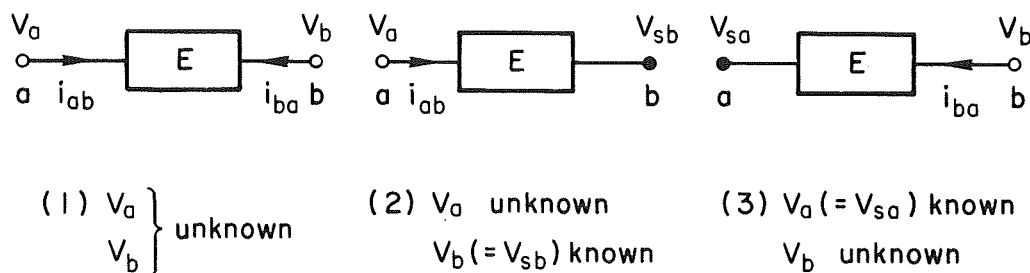 Va Vb Va Vsb Vsa Vb
E E E
a iab iba b a iab b a iba b
(1) Va } unknown (2) Va unknown (3) Va (= Vsa) known
Vb Vb (= Vsb) known Vb unknown